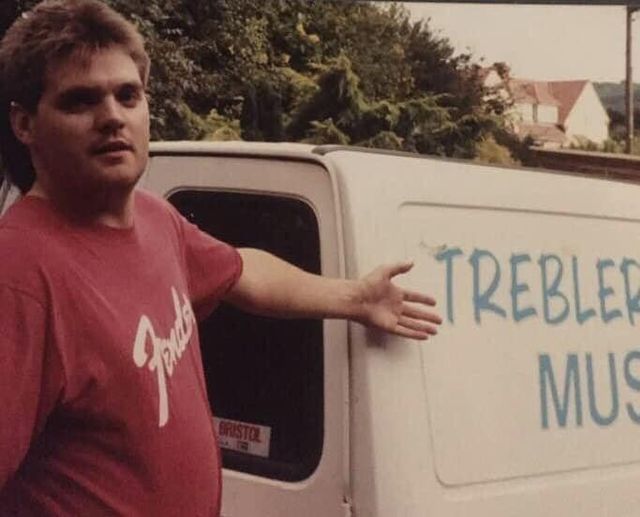 TREBLER
MUS
Fender
BRISTOL